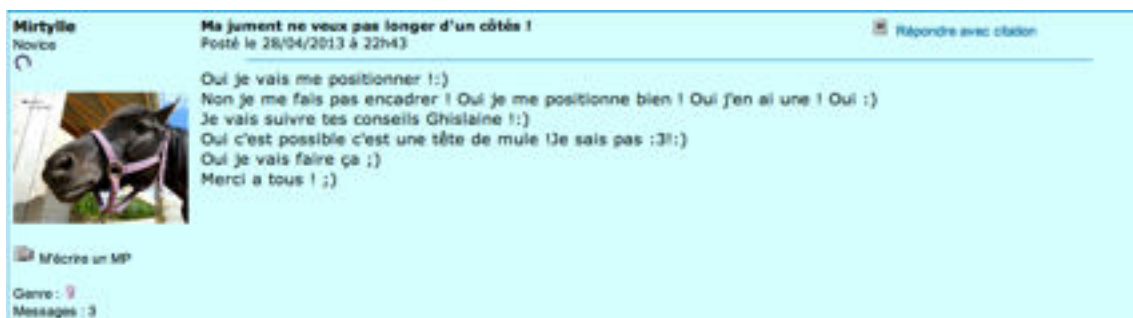 Mirtylle
Novice
Ma jument ne veux pas longer d'un côtés !
Posté le 28/04/2013 à 22h43
Répondre avec citation
Oui je vais me positionner !:)
Non je me fais pas encadrer ! Oui je me positionne bien ! Oui j'en ai une ! Oui :)
Je vais suivre tes conseils Ghislaine !:)
Oui c'est possible c'est une tête de mule !Je sais pas :3!:)
Oui je vais faire ça ;)
Merci a tous ! ;)
M'écrire un MP
Genre :
Messages : 3